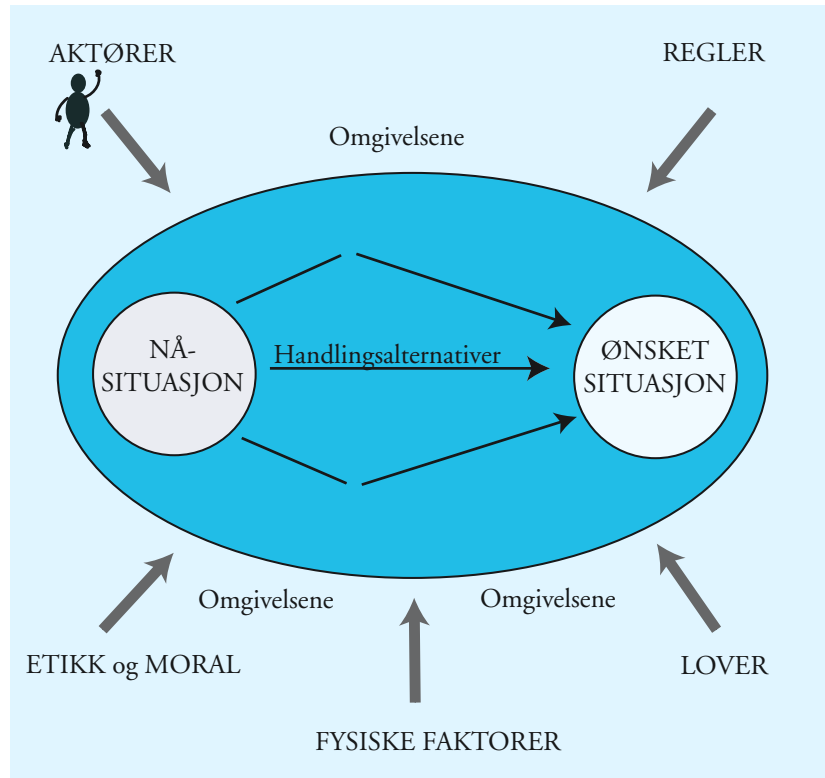 AKTØRER
REGLER
Omgivelsene
NÅ-
SITUASJON
Handlingsalternativer
ØNSKET
SITUASJON
Omgivelsene
Omgivelsene
ETIKK og MORAL
LOVER
FYSISKE FAKTORER